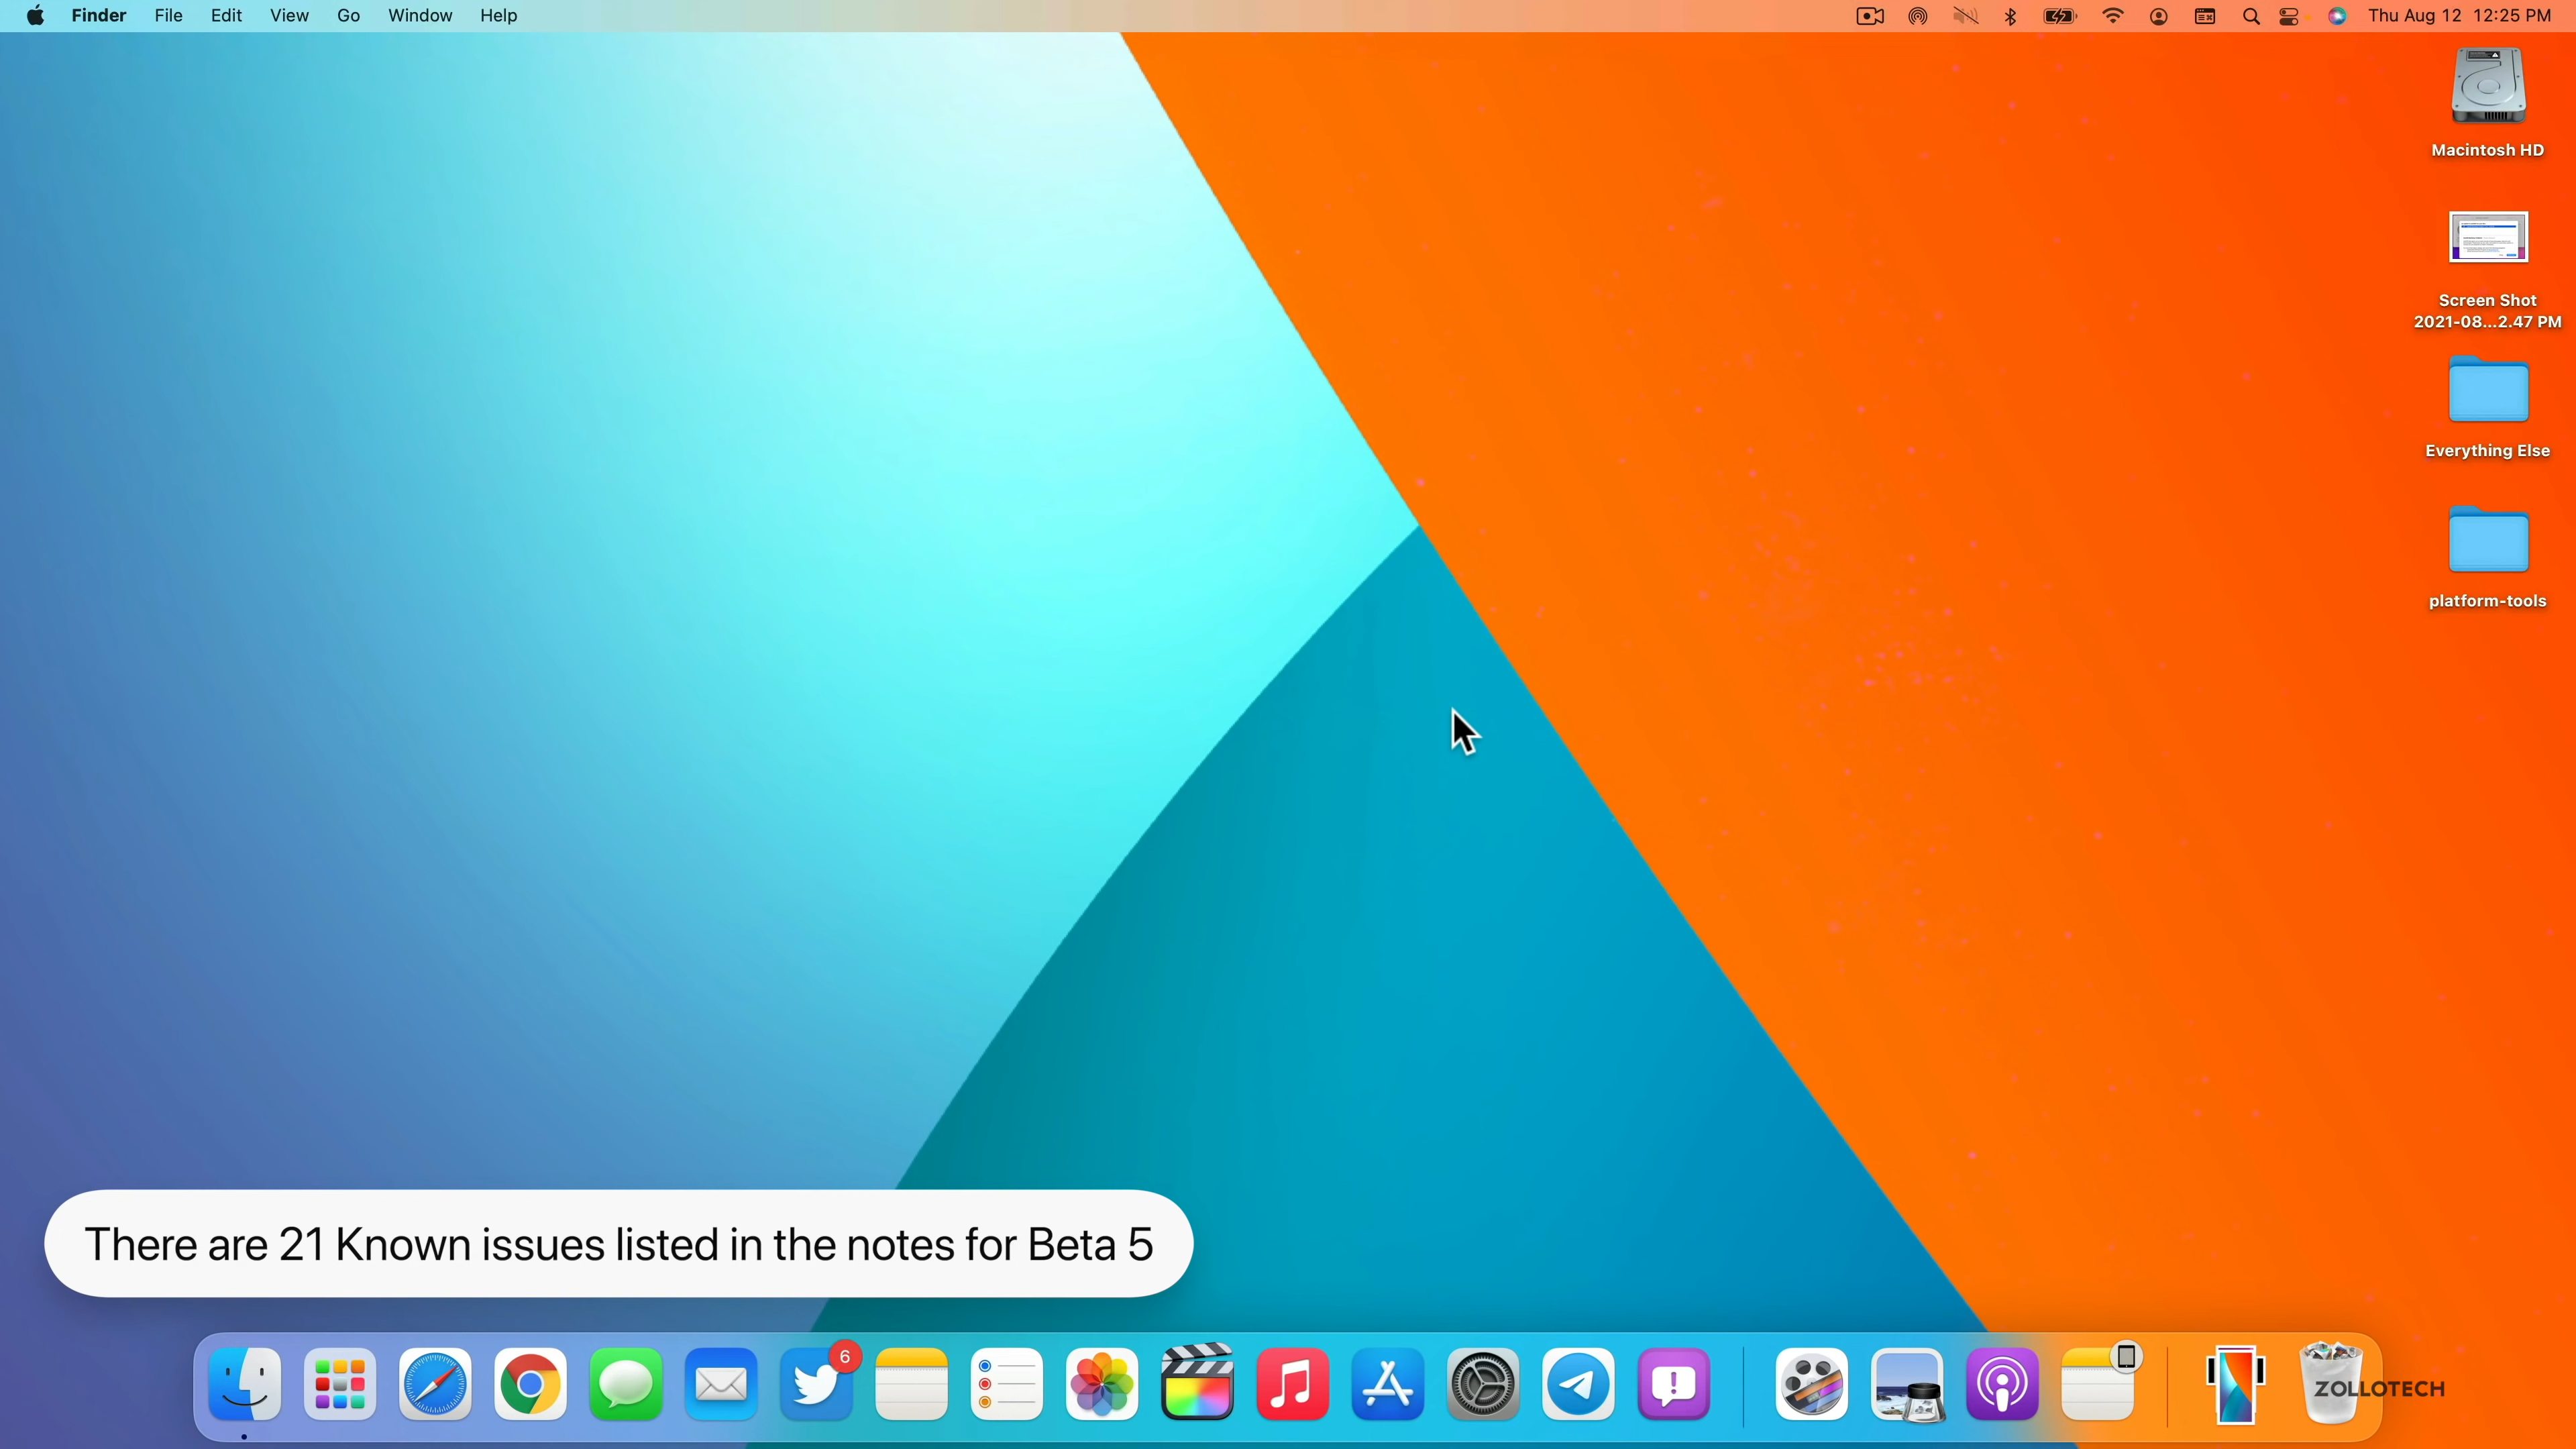 Finder File Edit View Go Window Help
Thu Aug 12 12:25 PM
Macintosh HD
Screen Shot
2021-08...2.47 PM
Everything Else
platform-tools
There are 21 Known issues listed in the notes for Beta 5
6
ZOLLOTECH